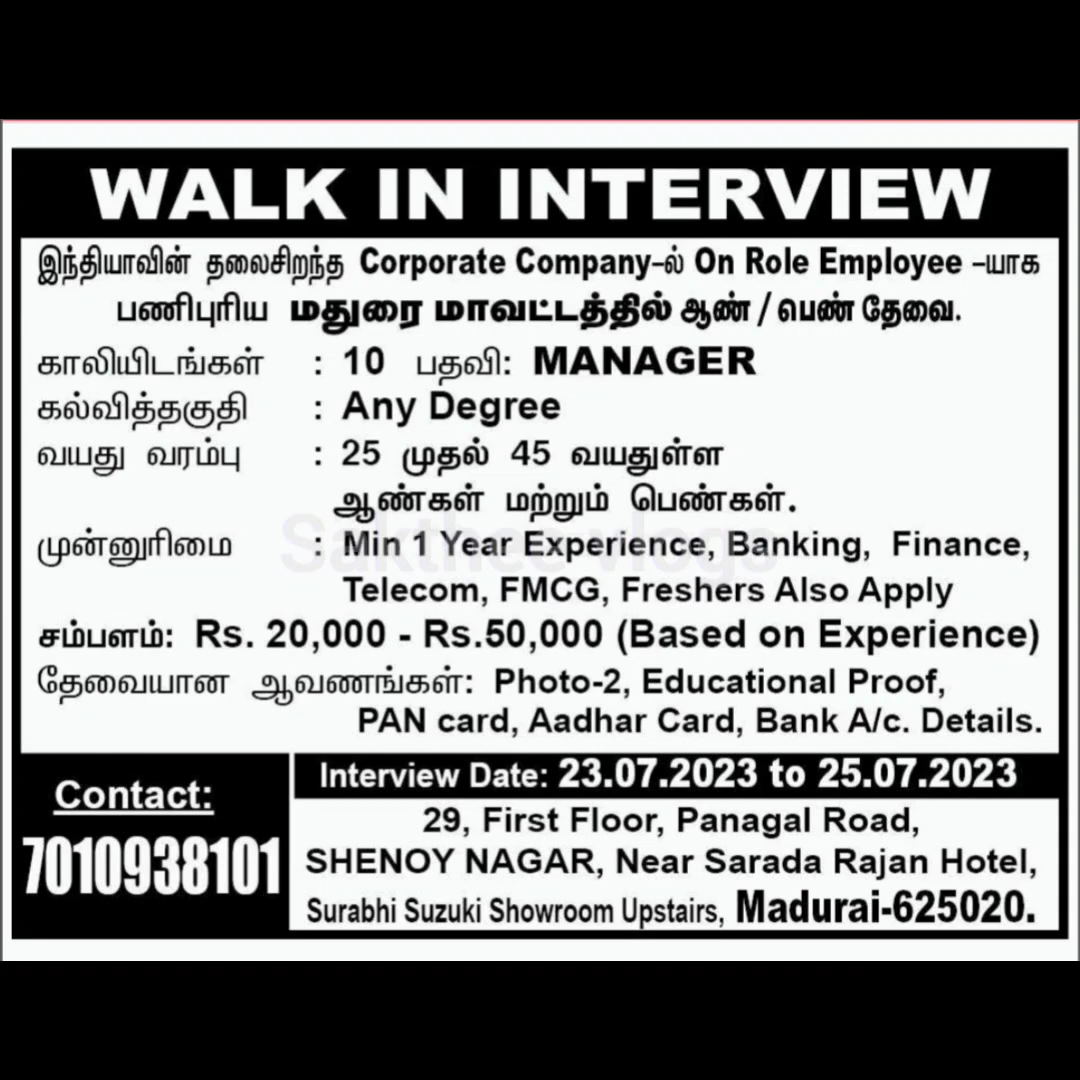 WALK IN INTERVIEW
இந்தியாவின் தலைசிறந்த Corporate Company-ல் On Role Employee -யாக
பணிபுரிய மதுரை மாவட்டத்தில் ஆண் / பெண் தேவை.
காலியிடங்கள் : 10 பதவி: MANAGER
கல்வித்தகுதி : Any Degree
வயது வரம்பு : 25 முதல் 45 வயதுள்ள
ஆண்கள் மற்றும் பெண்கள்.
Sakthee vlogs
முன்னுரிமை : Min 1 Year Experience, Banking, Finance,
Telecom, FMCG, Freshers Also Apply
சம்பளம்: Rs. 20,000 - Rs.50,000 (Based on Experience)
தேவையான ஆவணங்கள்: Photo-2, Educational Proof,
PAN card, Aadhar Card, Bank A/c. Details.
Contact:
7010938101
Interview Date: 23.07.2023 to 25.07.2023
29, First Floor, Panagal Road,
SHENOY NAGAR, Near Sarada Rajan Hotel,
Surabhi Suzuki Showroom Upstairs, Madurai-625020.